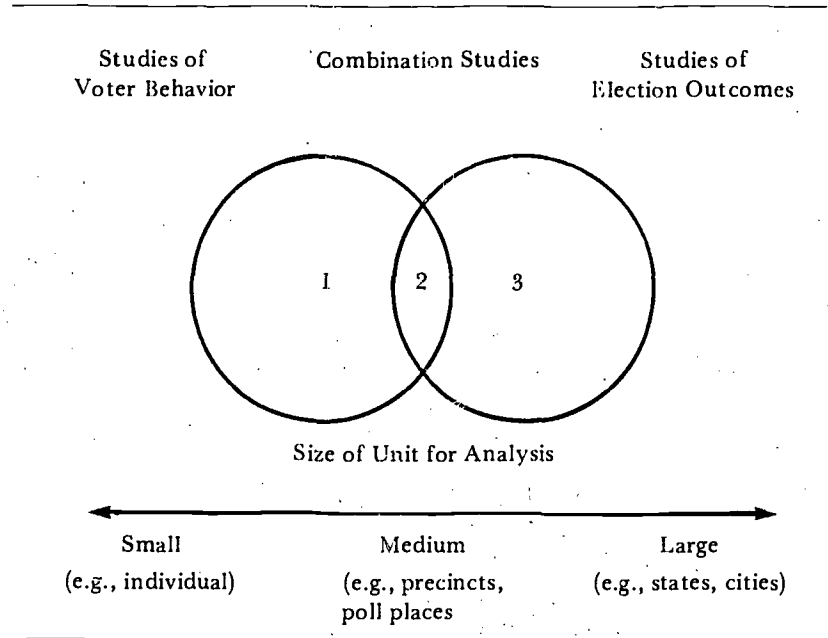 Studies of Voter Behavior
Combination Studies
Studies of Election Outcomes
1
2
3
Size of Unit for Analysis
Small
(e.g., individual)
Medium
(e.g., precincts,
poll places
Large
(e.g., states, cities)